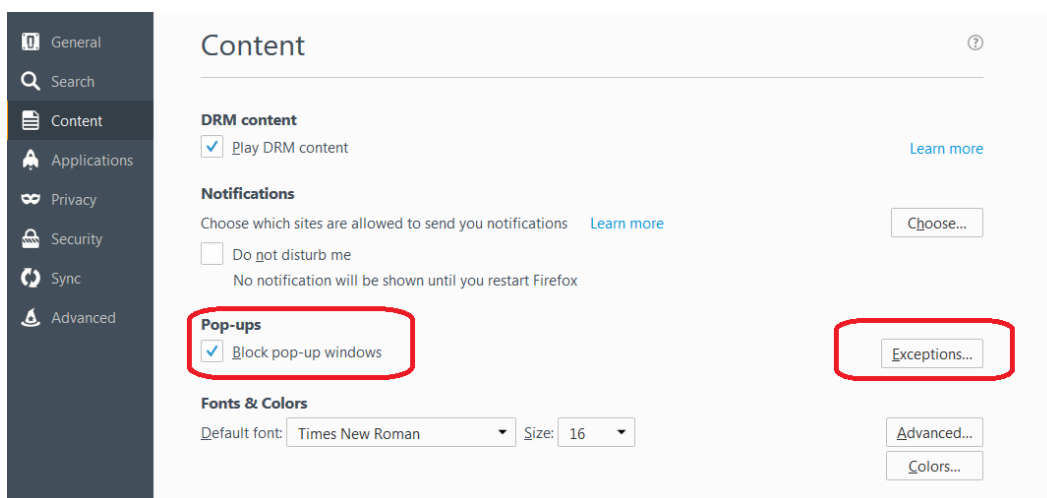 General
Search
Content
Applications
Privacy
Security
Sync
Advanced
Content
?
DRM content
Play DRM content
Learn more
Notifications
Choose which sites are allowed to send you notifications Learn more
Choose...
Do not disturb me
No notification will be shown until you restart Firefox
Pop-ups
Block pop-up windows
Exceptions...
Fonts & Colors
Default font: Times New Roman Size: 16
Advanced...
Colors...